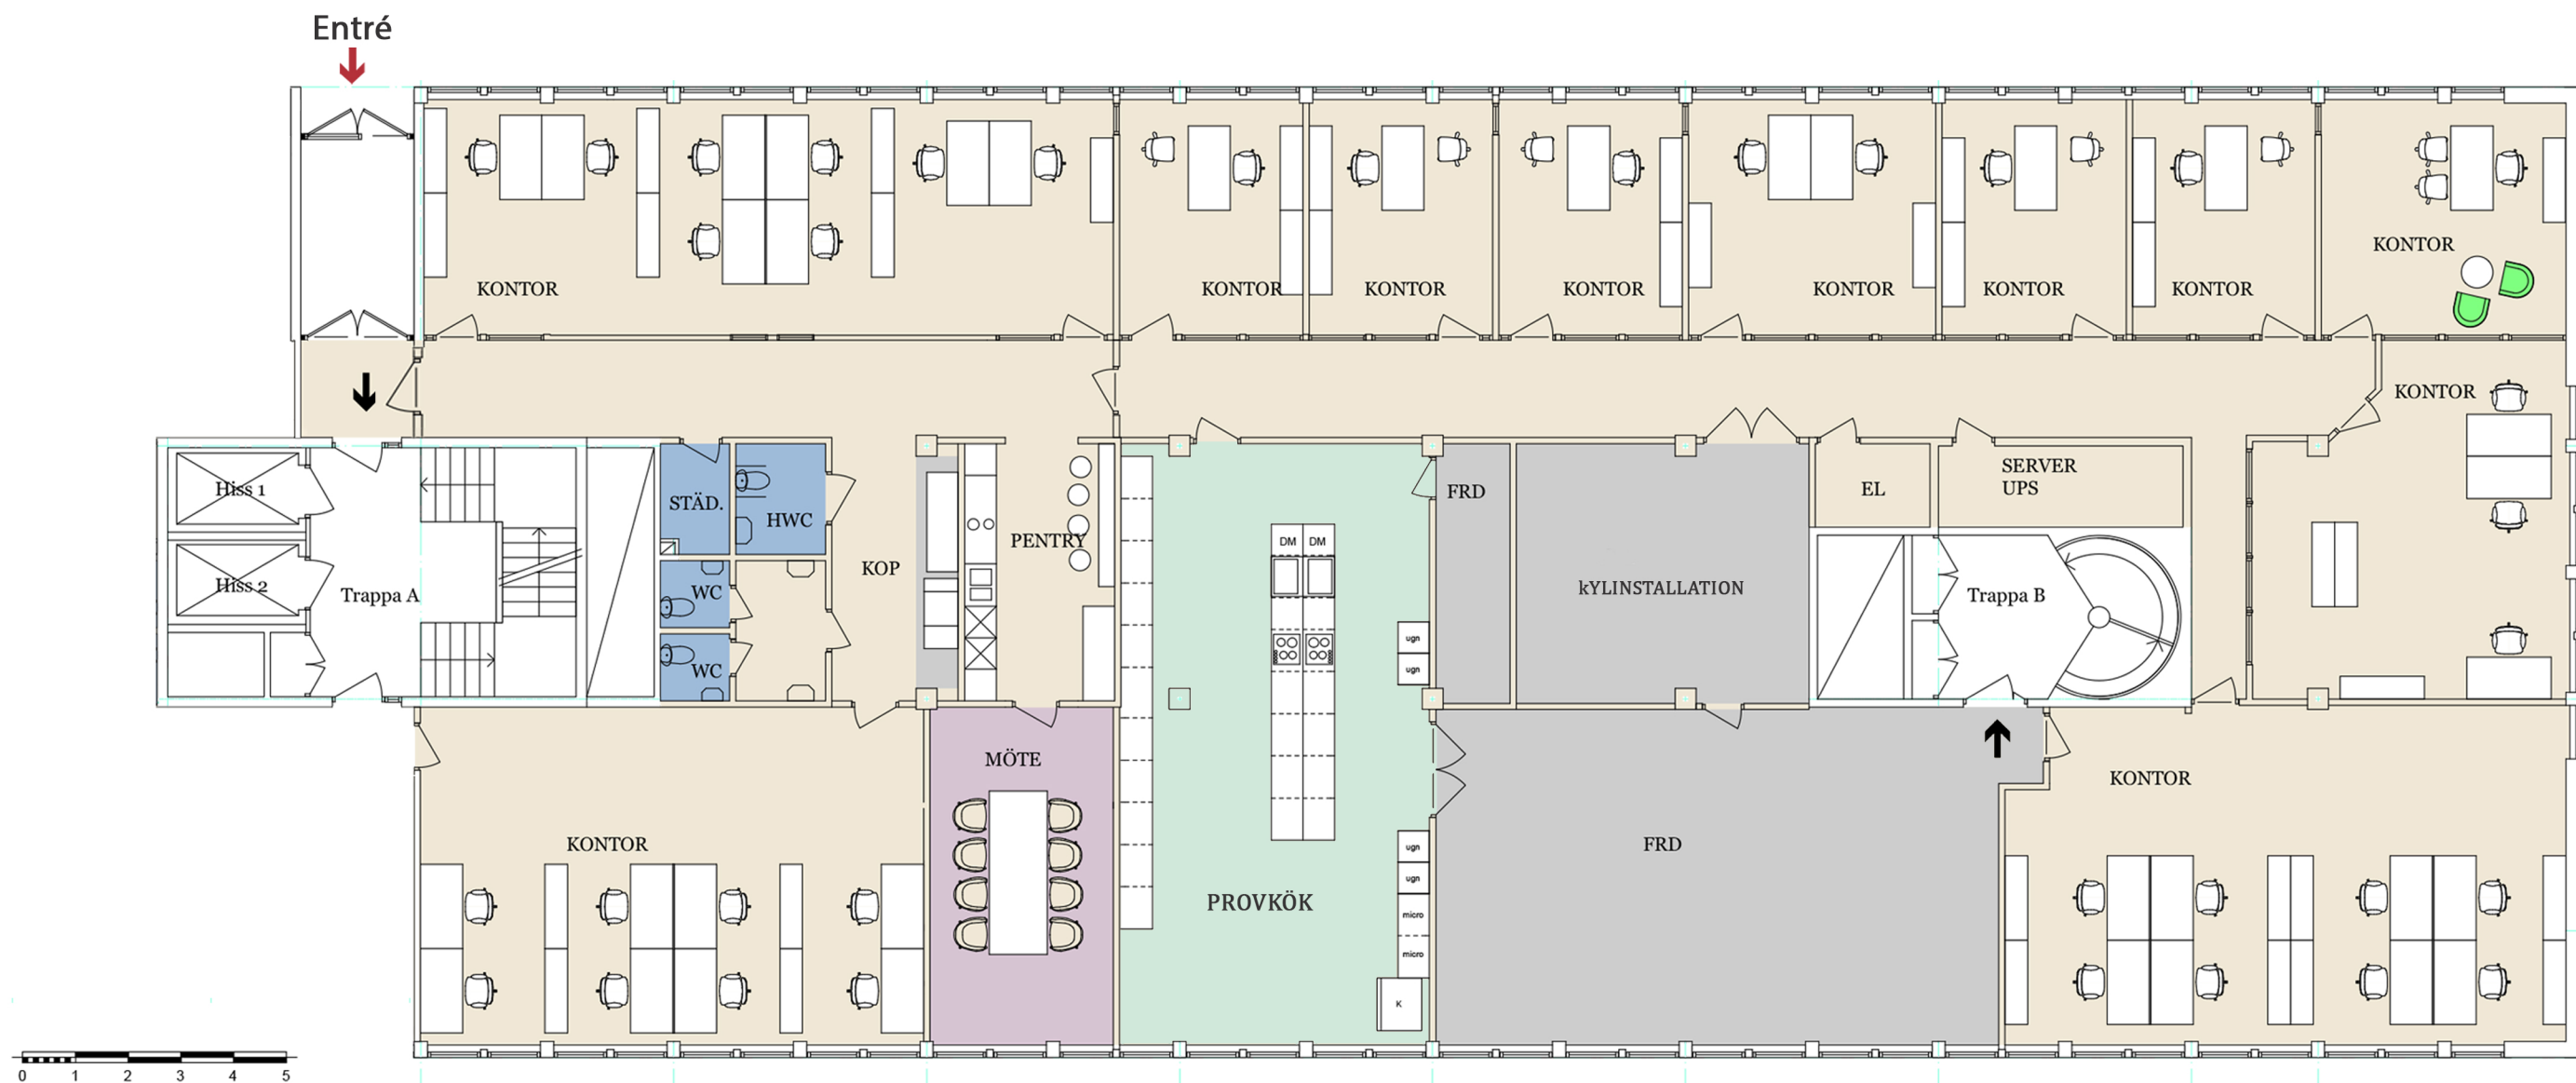 Entré
KONTOR
KONTOR
KONTOR
KONTOR
KONTOR
KONTOR
KONTOR
KONTOR
KONTOR
Hiss 1
Hiss 2
Trappa A
STÄD.
HWC
WC
WC
KOP
PENTRY
DM
DM
ugn
ugn
FRD
kYLINSTALLATION
EL
SERVER
UPS
Trappa B
KONTOR
MÖTE
PROVKÖK
ugn
ugn
micro
micro
K
FRD
KONTOR
0 1 2 3 4 5